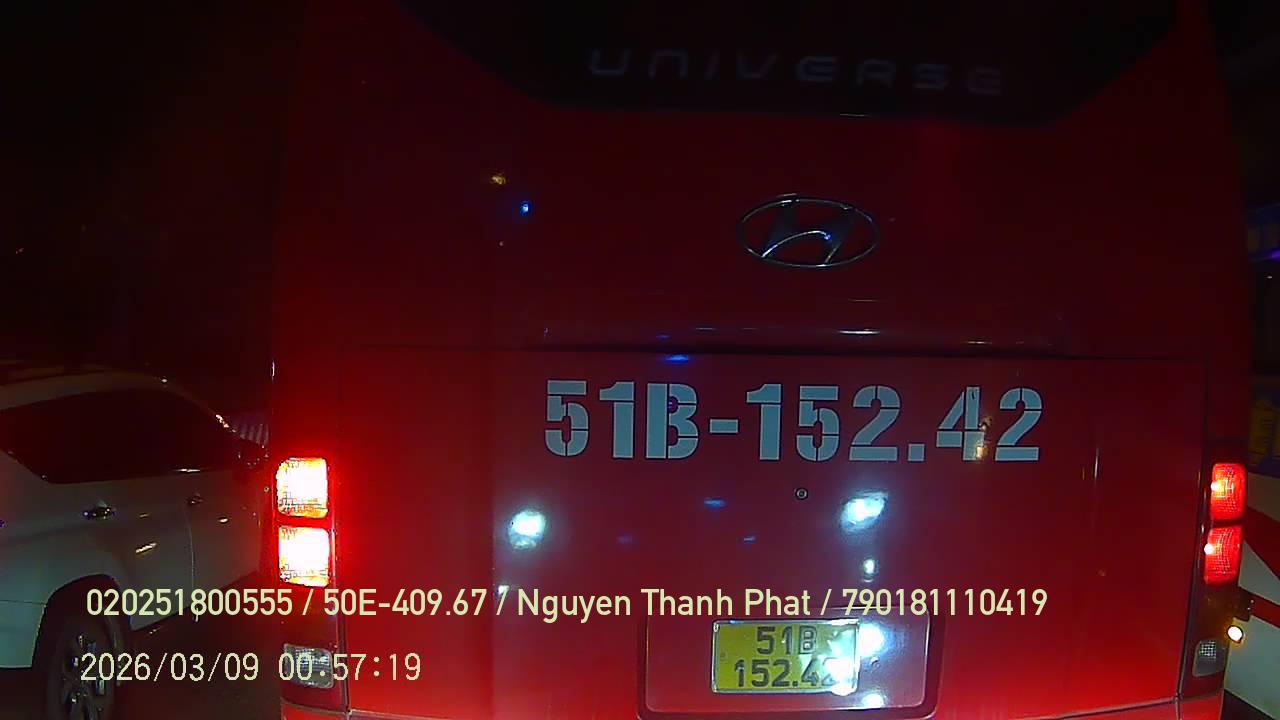 UNIVERSE
51B-152.42
020251800555 / 50E-409.67 / Nguyen Thanh Phat / 790181110419
51B
152.42
2026/03/09 00:57:19